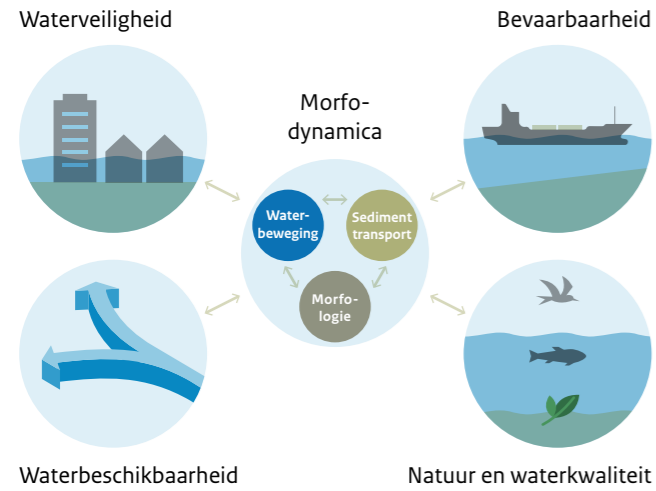 Waterveiligheid
Bevaarbaarheid
Morfo-
dynamica
Water-
beweging
Sediment
transport
Morfo-
logie
Waterbeschikbaarheid
Natuur en waterkwaliteit